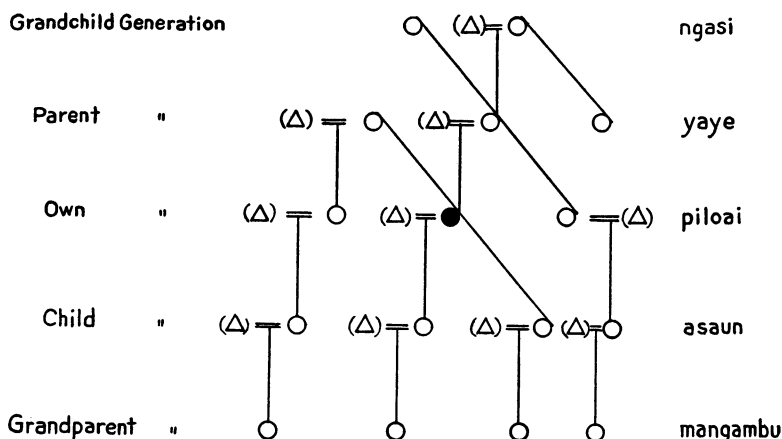 Grandchild Generation ngasi
Parent " yaye
Own " piloai
Child " asaun
Grandparent " mangambu